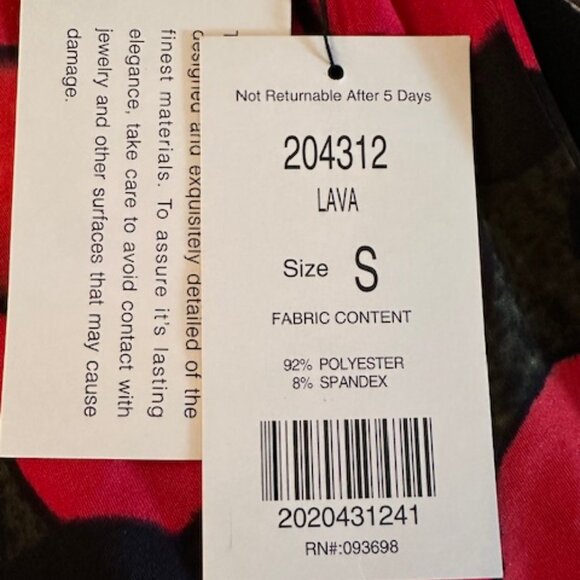 designed and exquisitely detailed of the
finest materials. To assure it's lasting
elegance, take care to avoid contact with
jewelry and other surfaces that may cause
damage.
Not Returnable After 5 Days
204312
LAVA
Size S
FABRIC CONTENT
92% POLYESTER
8% SPANDEX
2020431241
RN#:093698